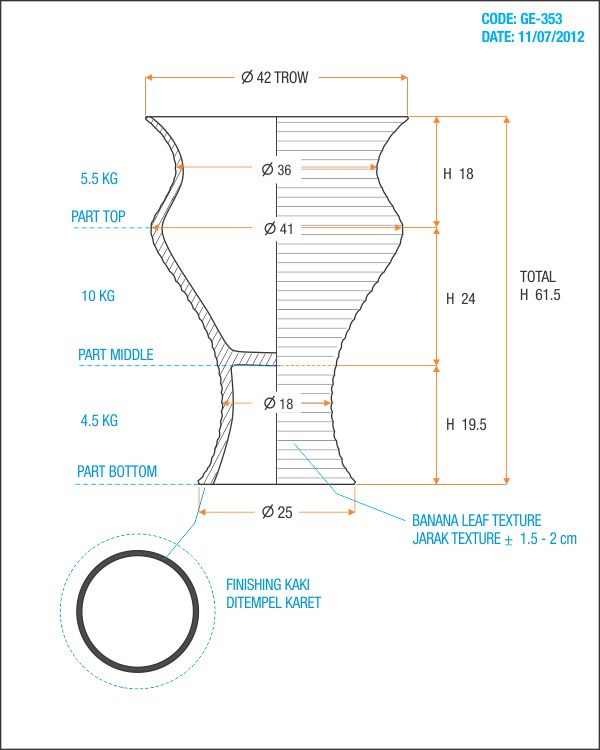 CODE: GE-353
DATE: 11/07/2012
Ø 42 TROW
5.5 KG
Ø 36
H 18
PART TOP
Ø 41
10 KG
H 24
TOTAL
H 61.5
PART MIDDLE
4.5 KG
Ø 18
H 19.5
PART BOTTOM
Ø 25
BANANA LEAF TEXTURE
JARAK TEXTURE ± 1.5 - 2 cm
FINISHING KAKI
DITEMPEL KARET